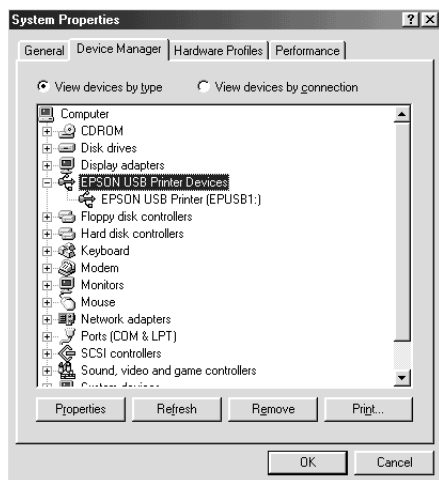 System Properties
General Device Manager Hardware Profiles Performance
View devices by type View devices by connection
Computer
CDROM
Disk drives
Display adapters
EPSON USB Printer Devices
EPSON USB Printer (EPUSB1:)
Floppy disk controllers
Hard disk controllers
Keyboard
Modem
Monitors
Mouse
Network adapters
Ports (COM & LPT)
SCSI controllers
Sound, video and game controllers
Properties Refresh Remove Print...
OK Cancel